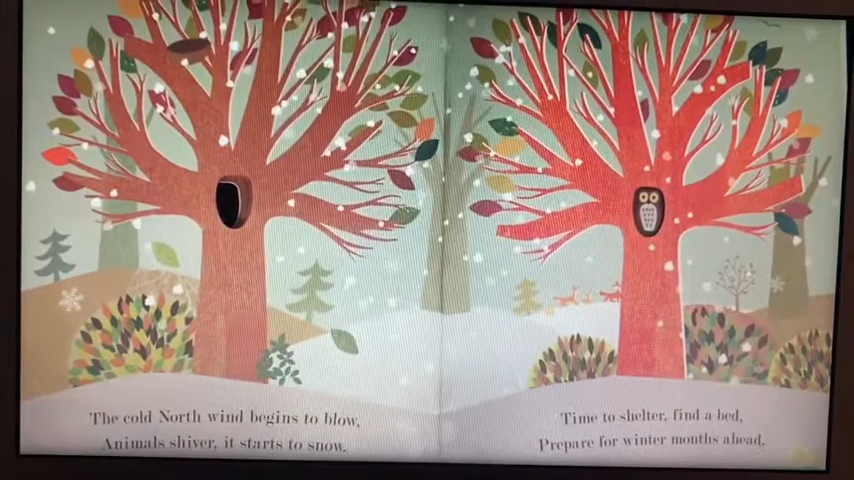 The cold North wind begins to blow,
Animals shiver, it starts to snow.
Time to shelter, find a bed,
Prepare for winter months ahead.